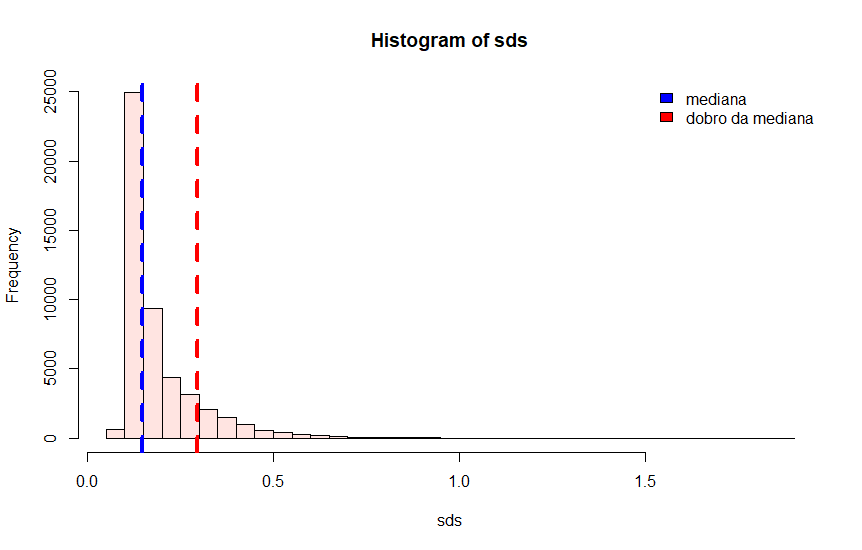 Histogram of sds
mediana
dobro da mediana
Frequency
25000
20000
15000
10000
5000
0
0.0 0.5 1.0 1.5
sds